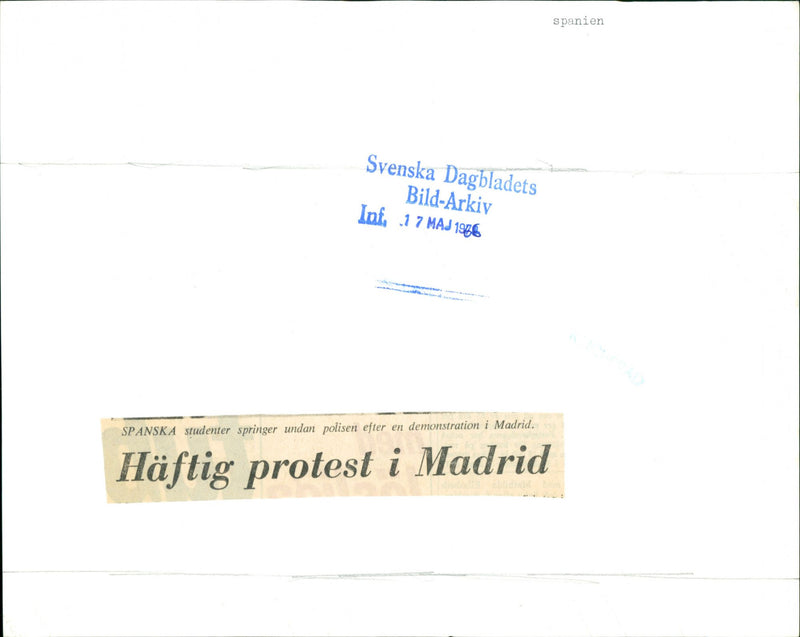 spanien
Svenska Dagbladets
Bild-Arkiv
Inf. 17 MAJ 1966
SPANSKA studenter springer undan polisen efter en demonstration i Madrid.
Häftig protest i Madrid